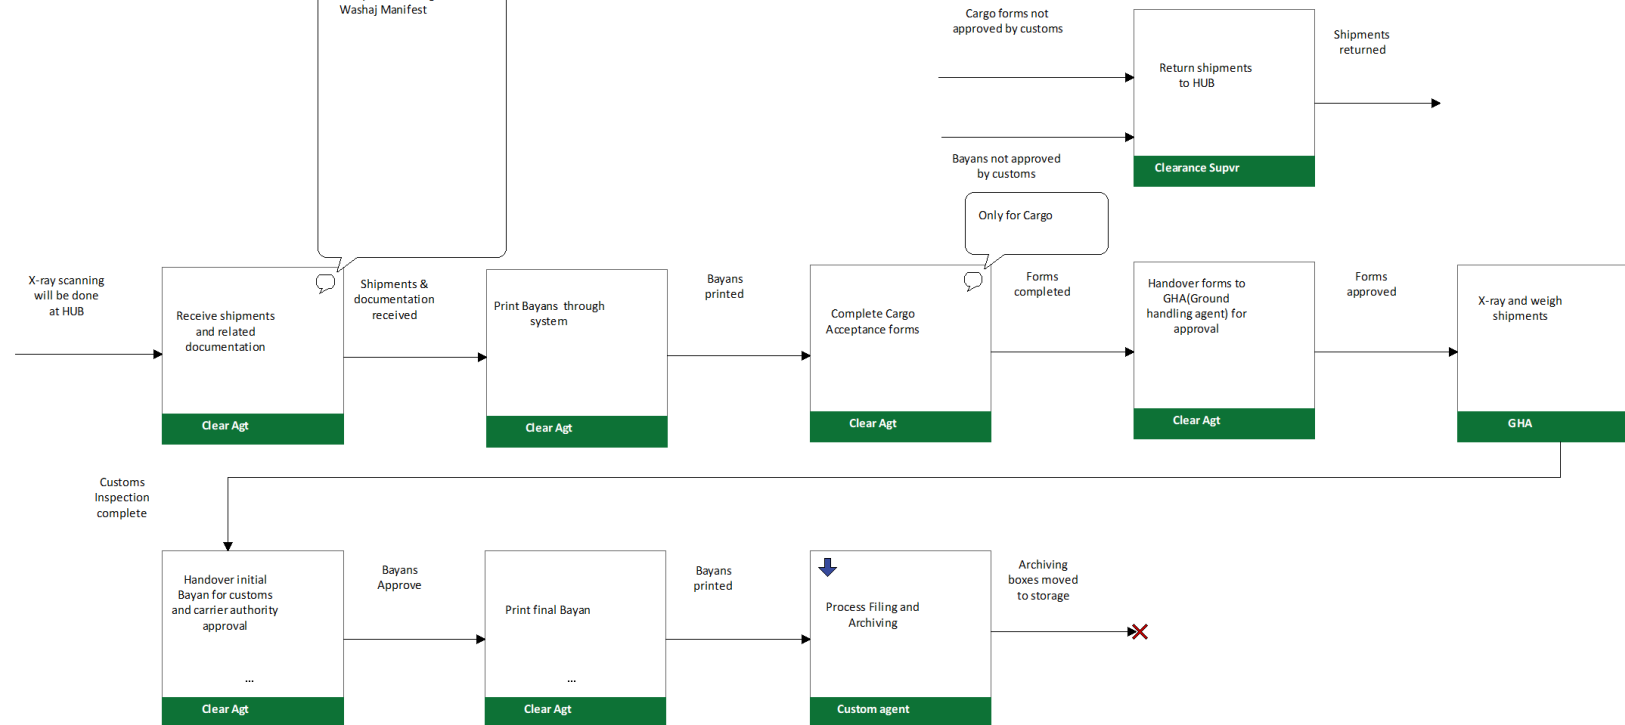 Washaj Manifest
Cargo forms not
approved by customs
Shipments
returned
Return shipments
to HUB
Bayans not approved
by customs
Clearance Supvr
Only for Cargo
X-ray scanning
will be done
at HUB
Receive shipments
and related
documentation
Clear Agt
Shipments &
documentation
received
Print Bayans through
system
Clear Agt
Bayans
printed
Complete Cargo
Acceptance forms
Clear Agt
Forms
completed
Handover forms to
GHA(Ground
handling agent) for
approval
Clear Agt
Forms
approved
X-ray and weigh
shipments
GHA
Customs
Inspection
complete
Handover initial
Bayan for customs
and carrier authority
approval
...
Clear Agt
Bayans
Approve
Print final Bayan
...
Clear Agt
Bayans
printed
Process Filing and
Archiving
Custom agent
Archiving
boxes moved
to storage